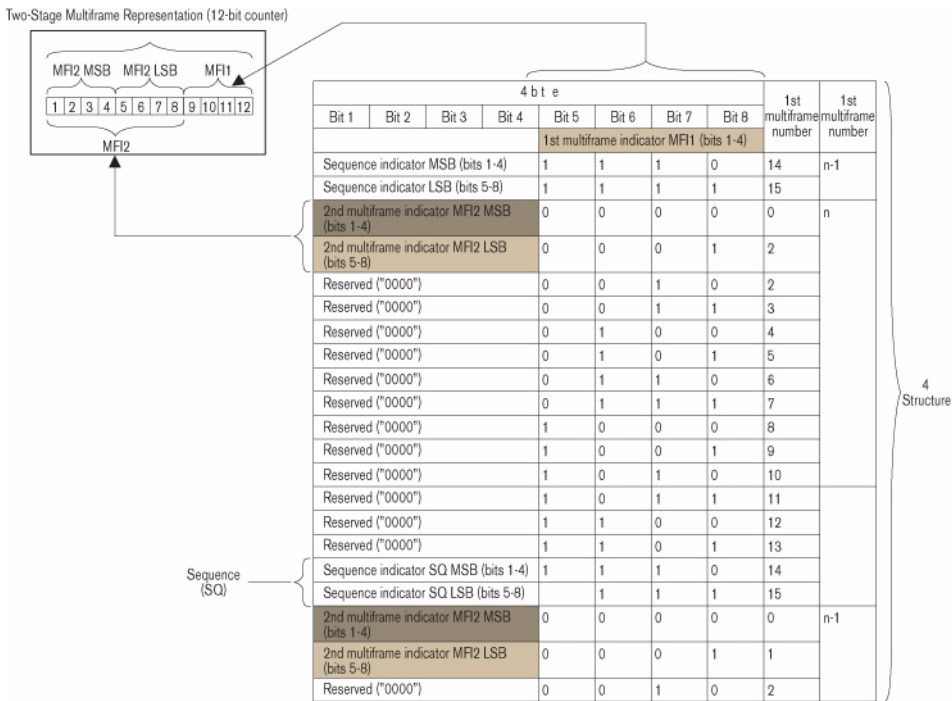 Two-Stage Multiframe Representation (12-bit counter)
MFI2 MSB MFI2 LSB MFI1
1 2 3 4 5 6 7 8 9 10 11 12
MFI2
4 b t e
1st multiframe number
1st multiframe number
Bit 1 Bit 2 Bit 3 Bit 4 Bit 5 Bit 6 Bit 7 Bit 8
1st multiframe indicator MFI1 (bits 1-4)
Sequence indicator MSB (bits 1-4) 1 1 1 0 14 n-1
Sequence indicator LSB (bits 5-8) 1 1 1 1 15
2nd multiframe indicator MFI2 MSB (bits 1-4) 0 0 0 0 0 n
2nd multiframe indicator MFI2 LSB (bits 5-8) 0 0 0 1 2
Reserved ("0000") 0 0 1 0 2
Reserved ("0000") 0 0 1 1 3
Reserved ("0000") 0 1 0 0 4
Reserved ("0000") 0 1 0 1 5
Reserved ("0000") 0 1 1 0 6
Reserved ("0000") 0 1 1 1 7
Reserved ("0000") 1 0 0 0 8
Reserved ("0000") 1 0 0 1 9
Reserved ("0000") 1 0 1 0 10
Reserved ("0000") 1 0 1 1 11
Reserved ("0000") 1 1 0 0 12
Reserved ("0000") 1 1 0 1 13
Sequence indicator SQ MSB (bits 1-4) 1 1 1 0 14
Sequence indicator SQ LSB (bits 5-8) 1 1 1 15
2nd multiframe indicator MFI2 MSB (bits 1-4) 0 0 0 0 0 n-1
2nd multiframe indicator MFI2 LSB (bits 5-8) 0 0 0 1 1
Reserved ("0000") 0 0 1 0 2
Sequence
(SQ)
4
Structure